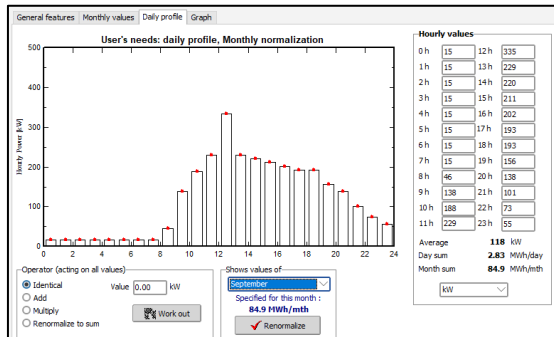 General features Monthly values Daily profile Graph
User's needs: daily profile, Monthly normalization
Hourly Power [kW]
500
400
300
200
100
0
0 2 4 6 8 10 12 14 16 18 20 22 24
Operator (acting on all values)
Identical
Add
Multiply
Renormalize to sum
Value 0.00 kW
Work out
Shows values of
September
Specified for this month :
84.9 MWh/mth
Renormalize
Hourly values
0 h 15 12 h 335
1 h 15 13 h 229
2 h 15 14 h 220
3 h 15 15 h 211
4 h 15 16 h 202
5 h 15 17 h 193
6 h 15 18 h 193
7 h 15 19 h 156
8 h 46 20 h 138
9 h 138 21 h 101
10 h 188 22 h 73
11 h 229 23 h 55
Average 118 kW
Day sum 2.83 MWh/day
Month sum 84.9 MWh/mth
kW